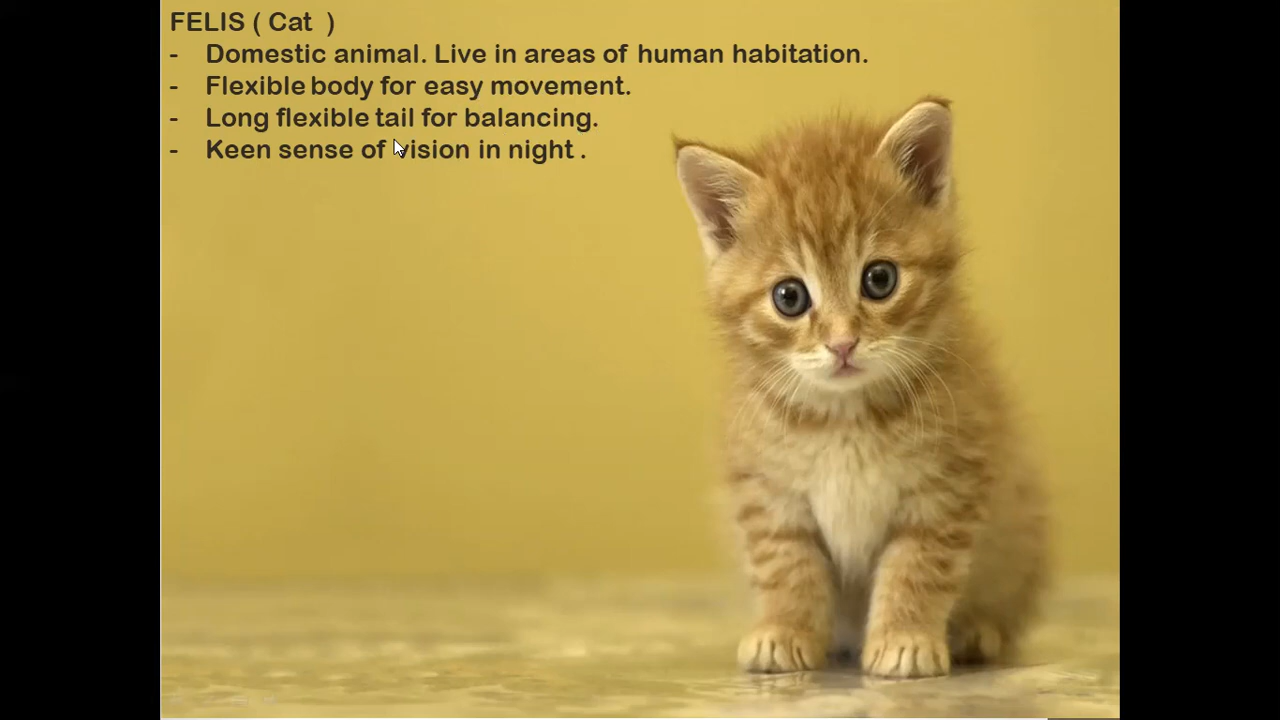 FELIS ( Cat )
- Domestic animal. Live in areas of human habitation.
- Flexible body for easy movement.
- Long flexible tail for balancing.
- Keen sense of vision in night .